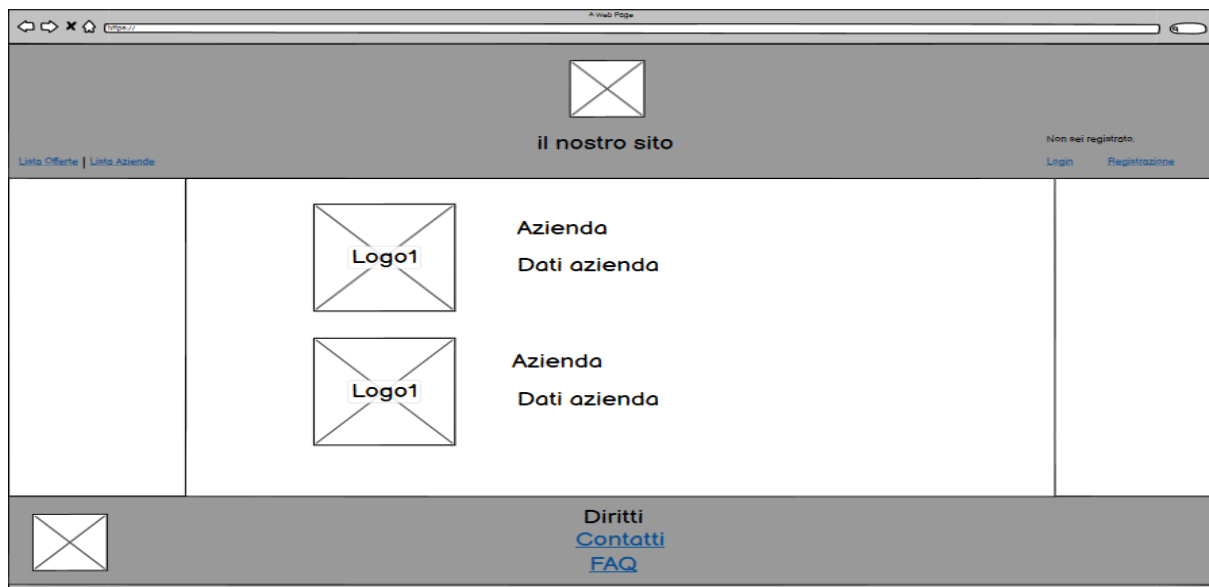 A Web Page
https://
il nostro sito
Non sei registrato.
Lista Offerte | Lista Aziende
Login Registrazione
Logo1
Azienda
Dati azienda
Logo1
Azienda
Dati azienda
Diritti
Contatti
FAQ